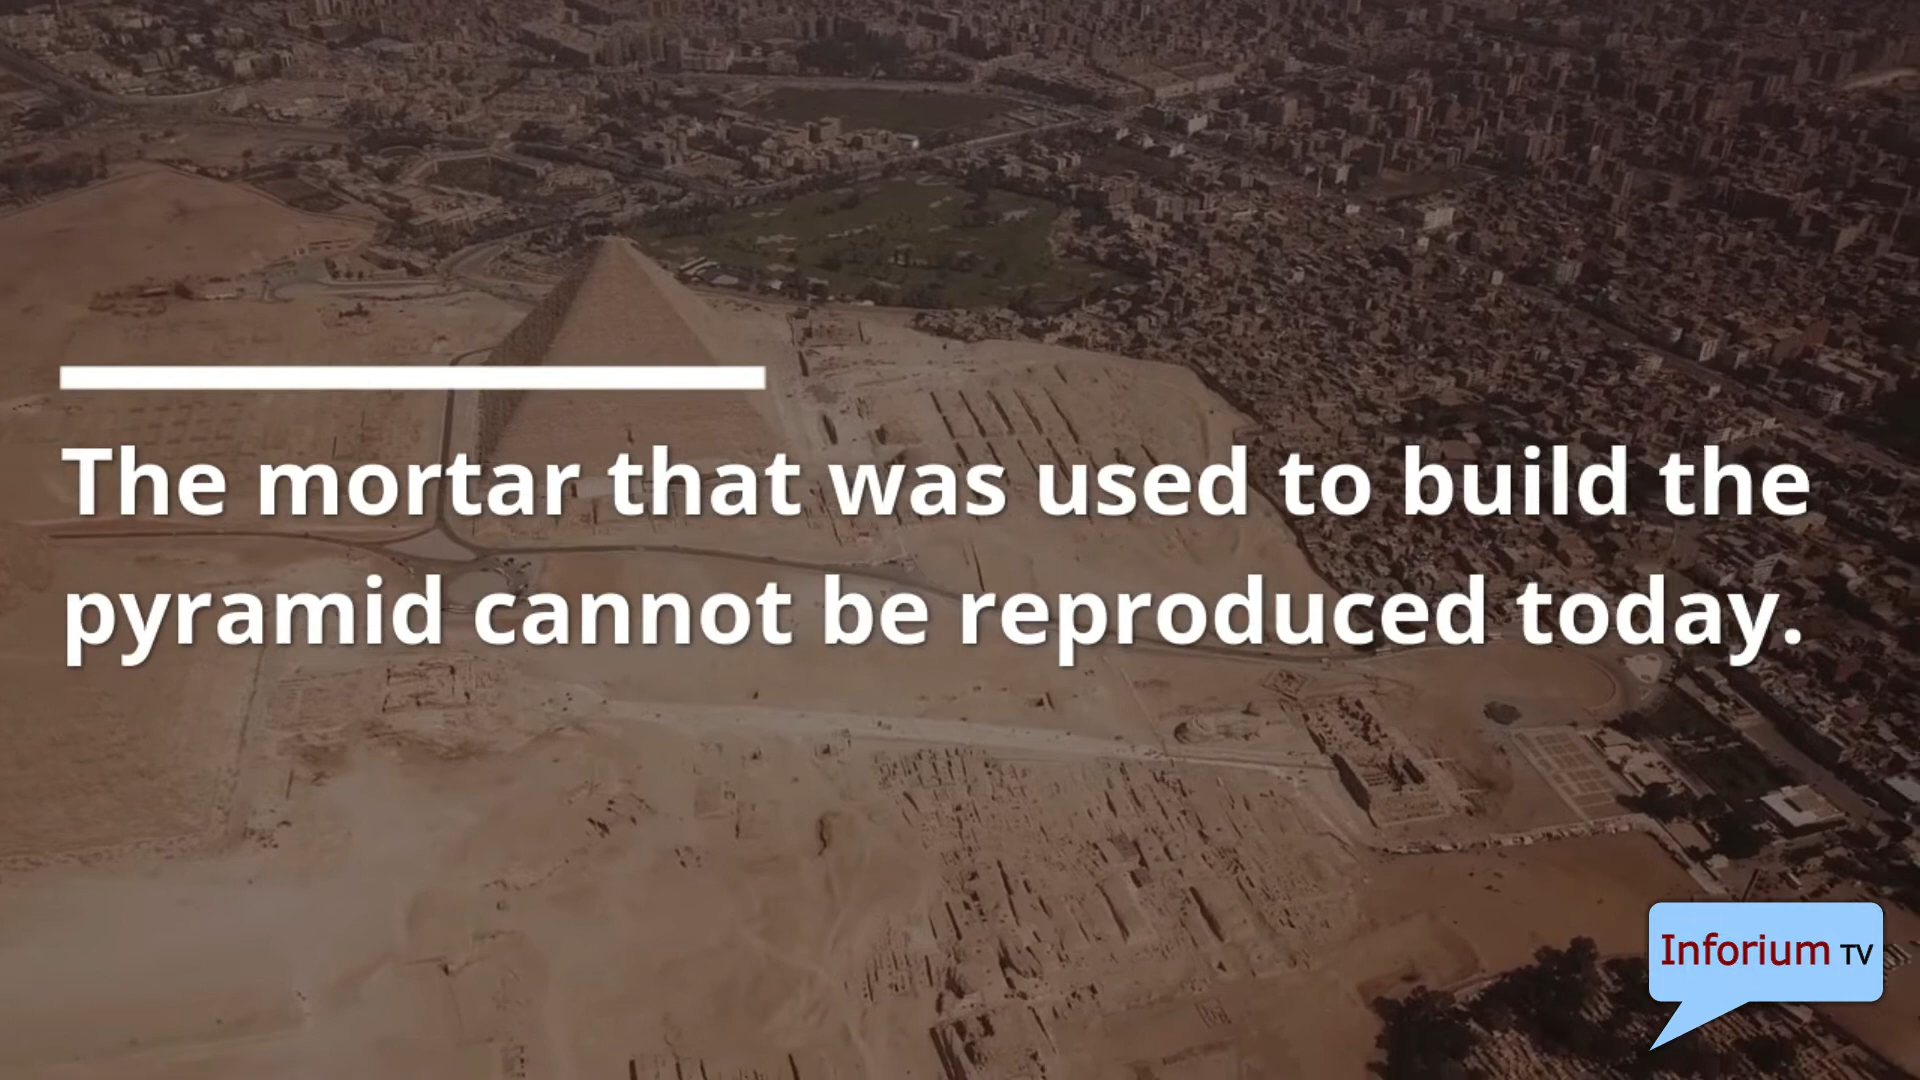 The mortar that was used to build the
pyramid cannot be reproduced today.
Inforium TV